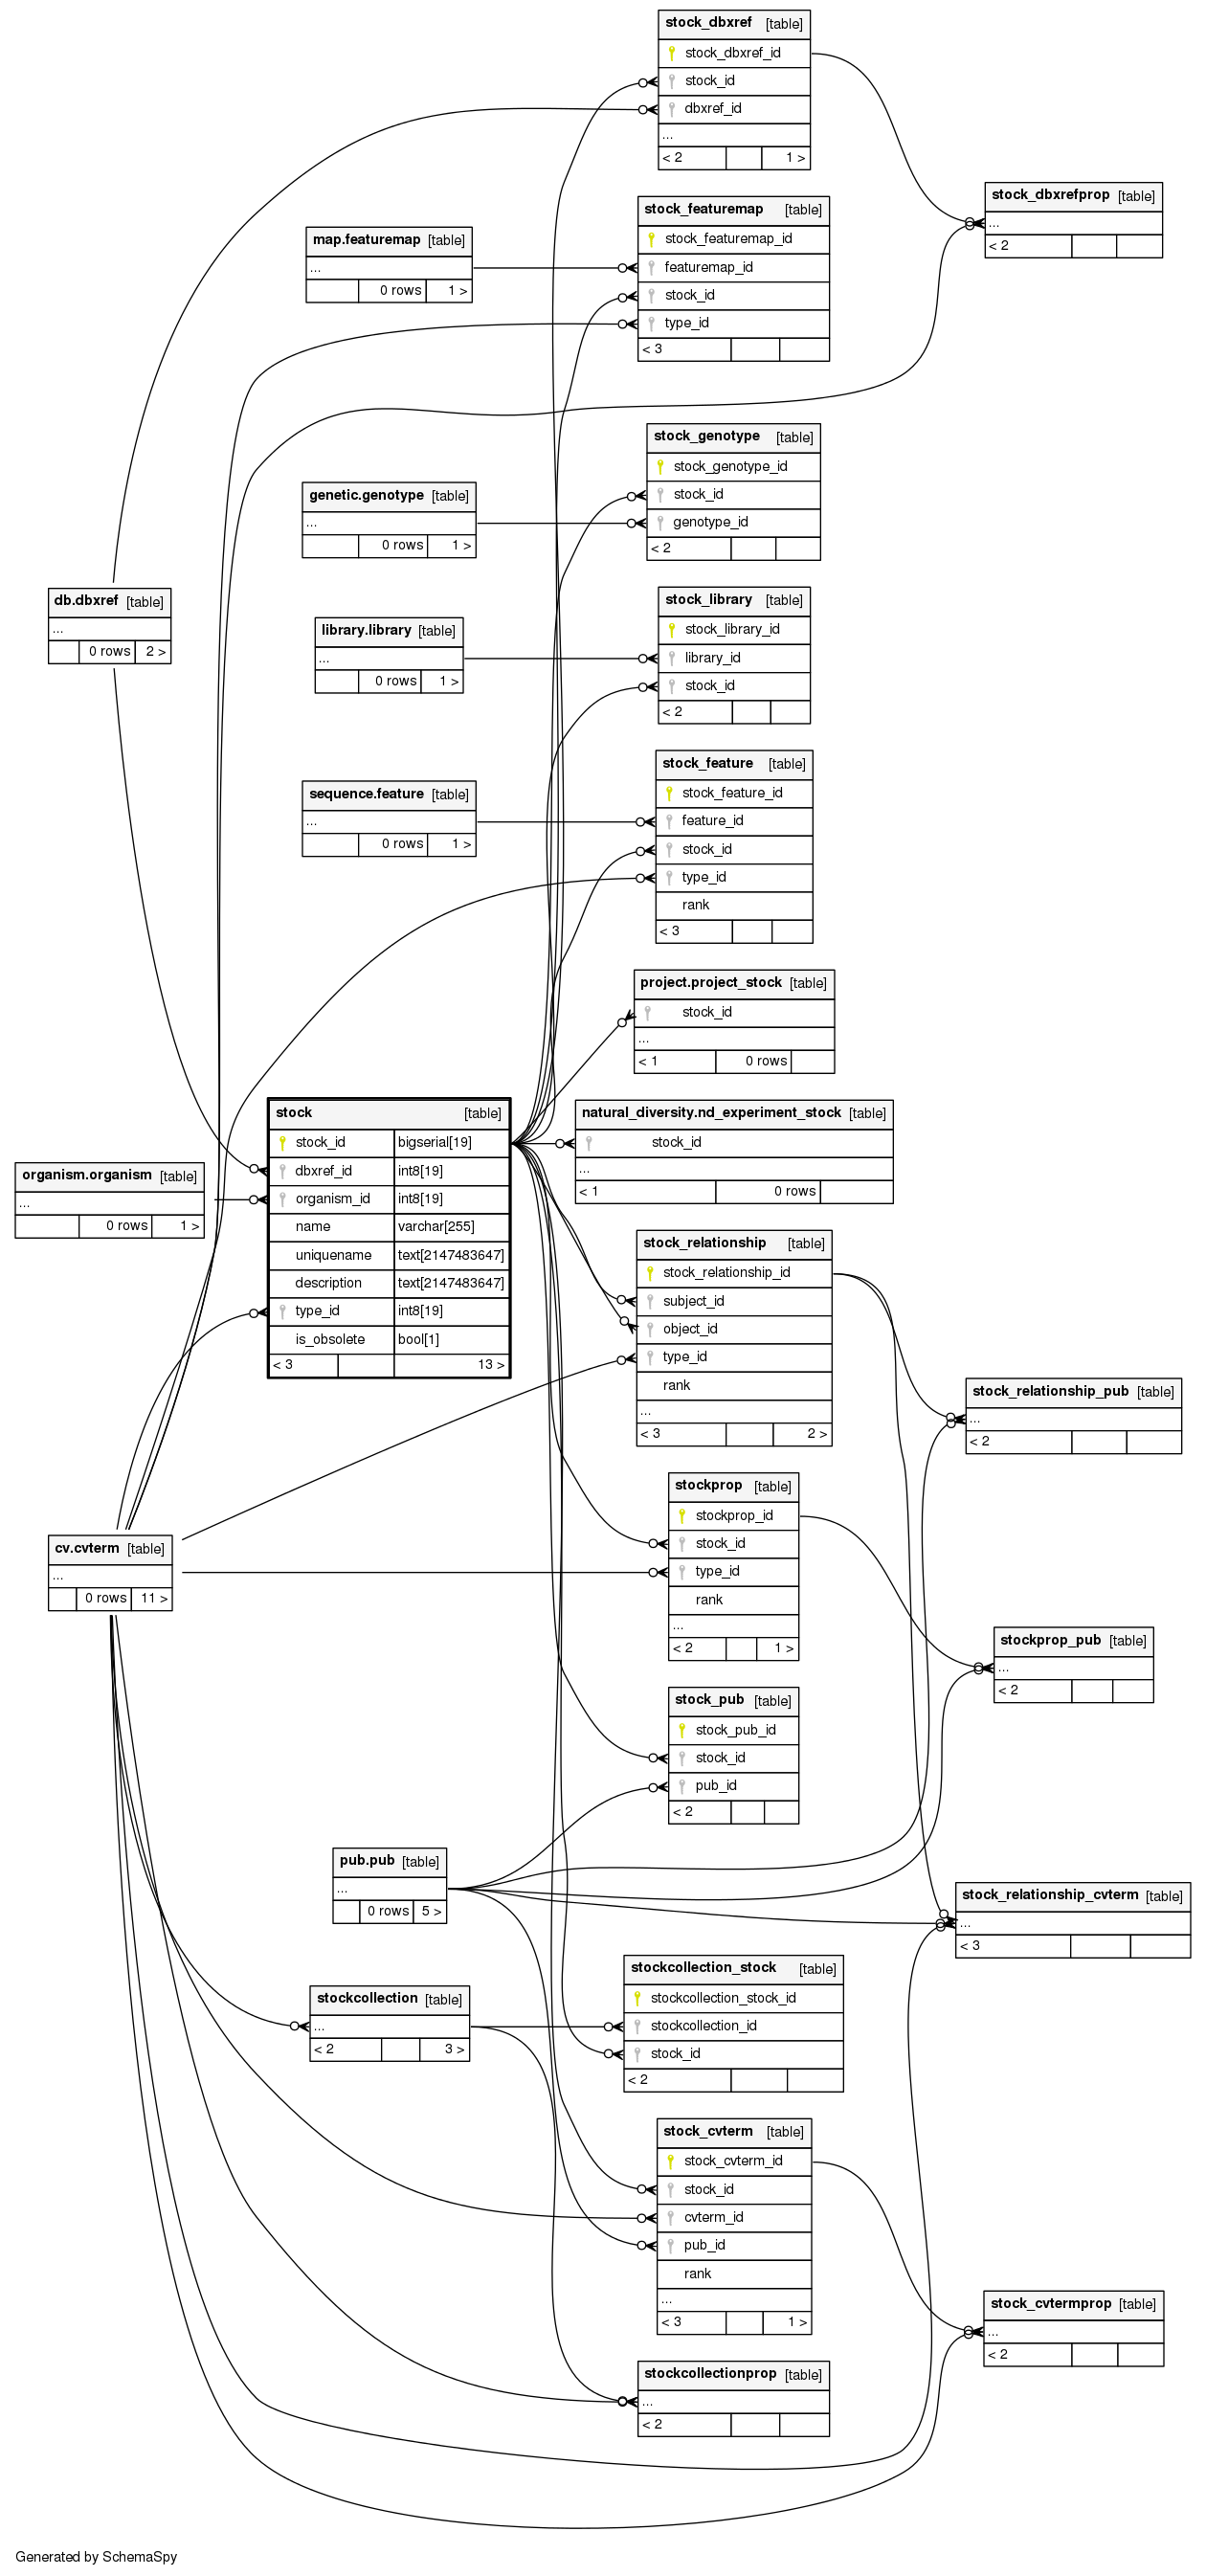 stock_dbxref [table]
stock_dbxref_id
stock_id
dbxref_id
...
< 2 1 >
stock_dbxrefprop [table]
...
< 2
stock_featuremap [table]
stock_featuremap_id
featuremap_id
stock_id
type_id
< 3
map.featuremap [table]
...
0 rows 1 >
stock_genotype [table]
stock_genotype_id
stock_id
genotype_id
< 2
genetic.genotype [table]
...
0 rows 1 >
db.dbxref [table]
...
0 rows 2 >
stock_library [table]
stock_library_id
library_id
stock_id
< 2
library.library [table]
...
0 rows 1 >
stock_feature [table]
stock_feature_id
feature_id
stock_id
type_id
rank
< 3
sequence.feature [table]
...
0 rows 1 >
project.project_stock [table]
stock_id
...
< 1 0 rows
stock [table]
stock_id bigserial[19]
dbxref_id int8[19]
organism_id int8[19]
name varchar[255]
uniquename text[2147483647]
description text[2147483647]
type_id int8[19]
is_obsolete bool[1]
< 3 13 >
natural_diversity.nd_experiment_stock [table]
stock_id
...
< 1 0 rows
organism.organism [table]
...
0 rows 1 >
stock_relationship [table]
stock_relationship_id
subject_id
object_id
type_id
rank
...
< 3 2 >
stock_relationship_pub [table]
...
< 2
stockprop [table]
stockprop_id
stock_id
type_id
rank
...
< 2 1 >
cv.cvterm [table]
...
0 rows 11 >
stockprop_pub [table]
...
< 2
stock_pub [table]
stock_pub_id
stock_id
pub_id
< 2
pub.pub [table]
...
0 rows 5 >
stock_relationship_cvterm [table]
...
< 3
stockcollection_stock [table]
stockcollection_stock_id
stockcollection_id
stock_id
< 2
stockcollection [table]
...
< 2 3 >
stock_cvterm [table]
stock_cvterm_id
stock_id
cvterm_id
pub_id
rank
...
< 3 1 >
stock_cvtermprop [table]
...
< 2
stockcollectionprop [table]
...
< 2
Generated by SchemaSpy